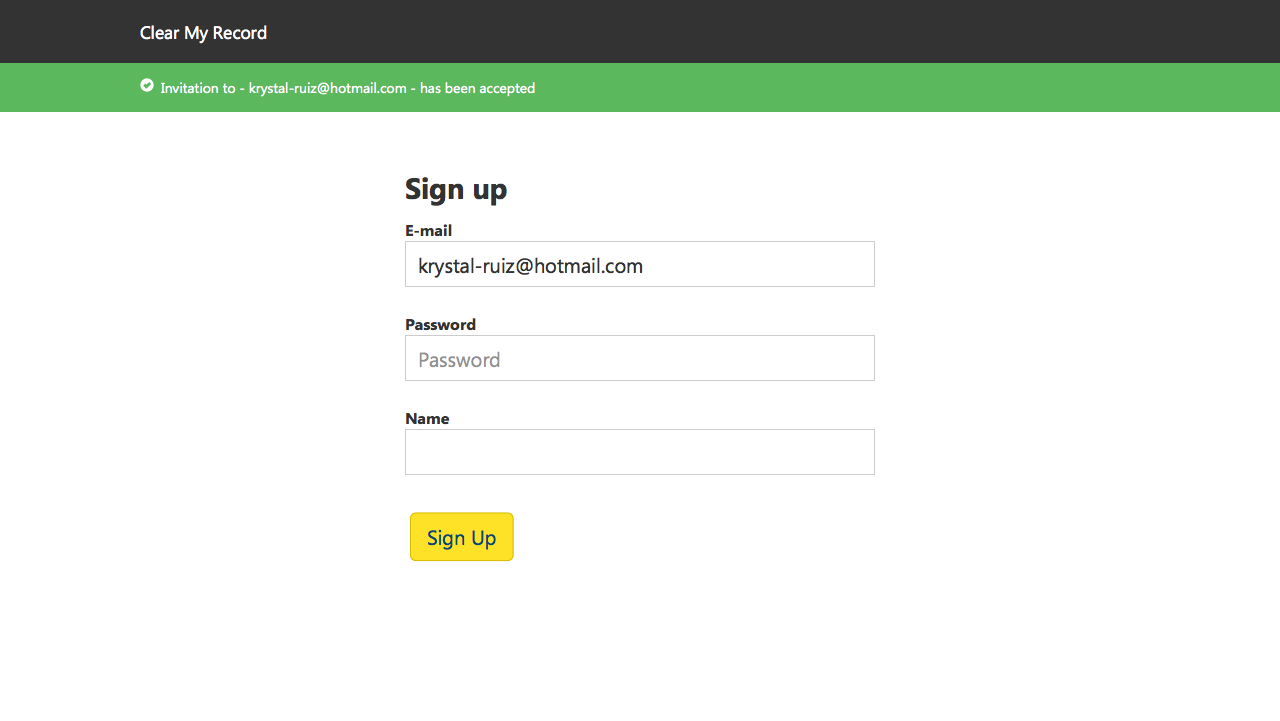 Clear My Record
Invitation to - krystal-ruiz@hotmail.com - has been accepted
Sign up
E-mail
krystal-ruiz@hotmail.com
Password
Password
Name
Sign Up